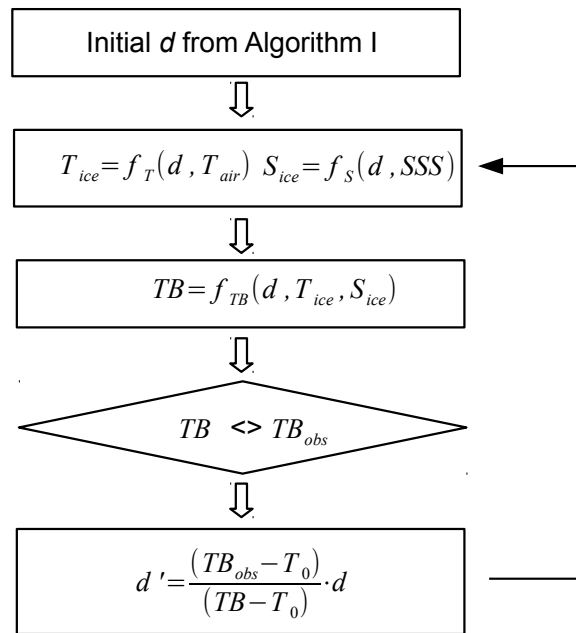 Initial d from Algorithm I
T_ice=f_T(d ,T_air) S_ice=f_S(d ,SSS)
TB=f_TB(d ,T_ice ,S_ice)
TB <> TB_obs
d '=(TB_obs−T_0)/(TB−T_0)·d